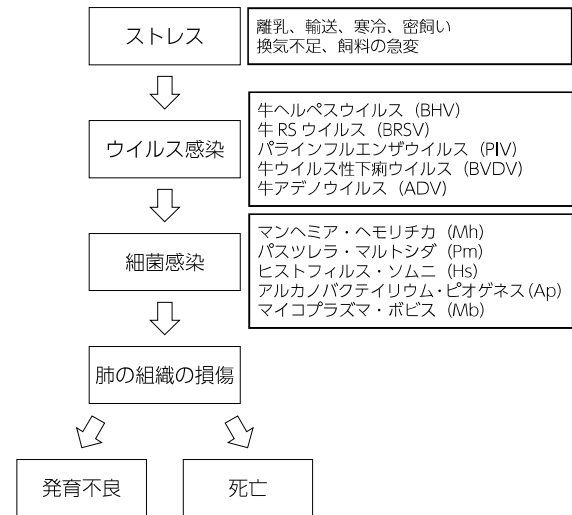 ストレス
離乳、輸送、寒冷、密飼い
換気不足、飼料の急変
ウイルス感染
牛ヘルペスウイルス（BHV）
牛 RS ウイルス（BRSV）
パラインフルエンザウイルス（PIV）
牛ウイルス性下痢ウイルス（BVDV）
牛アデノウイルス（ADV）
細菌感染
マンヘミア・ヘモリチカ（Mh）
パスツレラ・マルトシダ（Pm）
ヒストフィルス・ソムニ（Hs）
アルカノバクテイリウム・ピオゲネス（Ap）
マイコプラズマ・ボビス（Mb）
肺の組織の損傷
発育不良
死亡